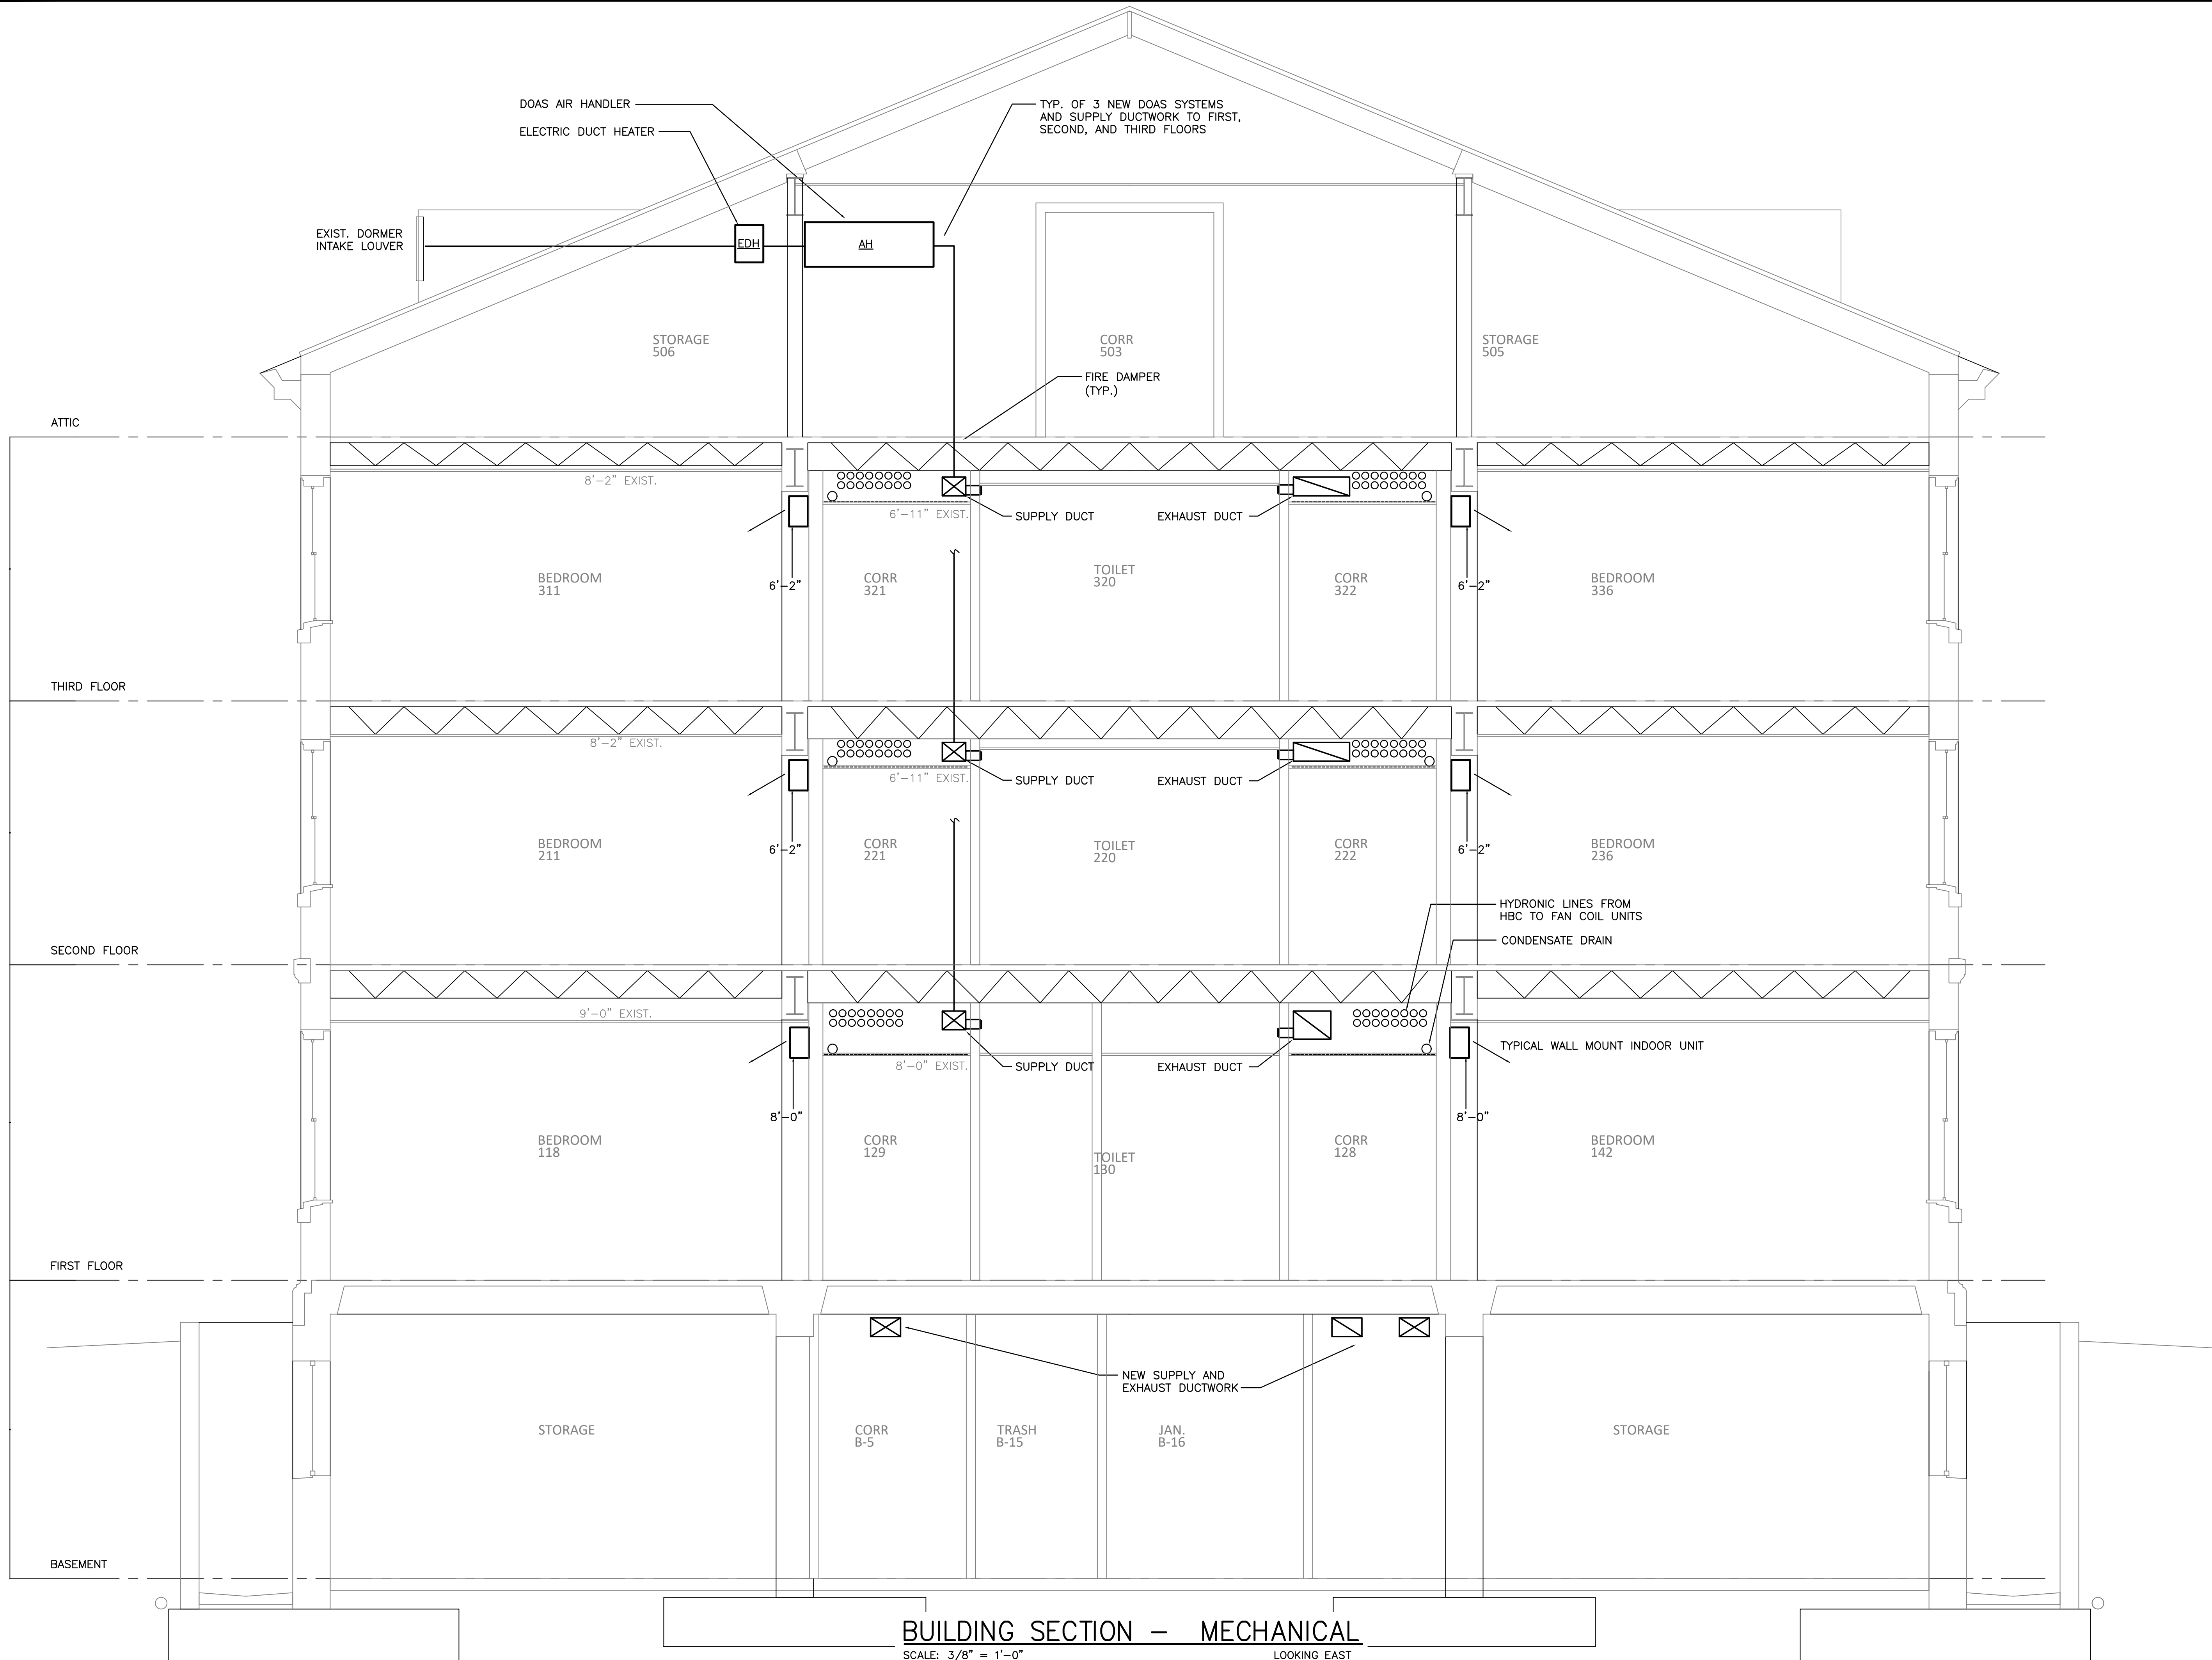 DOAS AIR HANDLER
ELECTRIC DUCT HEATER
TYP. OF 3 NEW DOAS SYSTEMS
AND SUPPLY DUCTWORK TO FIRST,
SECOND, AND THIRD FLOORS
EXIST. DORMER
INTAKE LOUVER
EDH
AH
STORAGE
506
CORR
503
STORAGE
505
FIRE DAMPER
(TYP.)
ATTIC
8'-2" EXIST.
6'-11" EXIST.
SUPPLY DUCT
EXHAUST DUCT
BEDROOM
311
6'-2"
CORR
321
TOILET
320
CORR
322
6'-2"
BEDROOM
336
THIRD FLOOR
8'-2" EXIST.
6'-11" EXIST.
SUPPLY DUCT
EXHAUST DUCT
BEDROOM
211
6'-2"
CORR
221
TOILET
220
CORR
222
6'-2"
BEDROOM
236
HYDRONIC LINES FROM
HBC TO FAN COIL UNITS
CONDENSATE DRAIN
SECOND FLOOR
9'-0" EXIST.
8'-0" EXIST.
SUPPLY DUCT
EXHAUST DUCT
TYPICAL WALL MOUNT INDOOR UNIT
8'-0"
8'-0"
BEDROOM
118
CORR
129
TOILET
130
CORR
128
BEDROOM
142
FIRST FLOOR
NEW SUPPLY AND
EXHAUST DUCTWORK
STORAGE
CORR
B-5
TRASH
B-15
JAN.
B-16
STORAGE
BASEMENT
BUILDING SECTION - MECHANICAL
SCALE: 3/8" = 1'-0"
LOOKING EAST